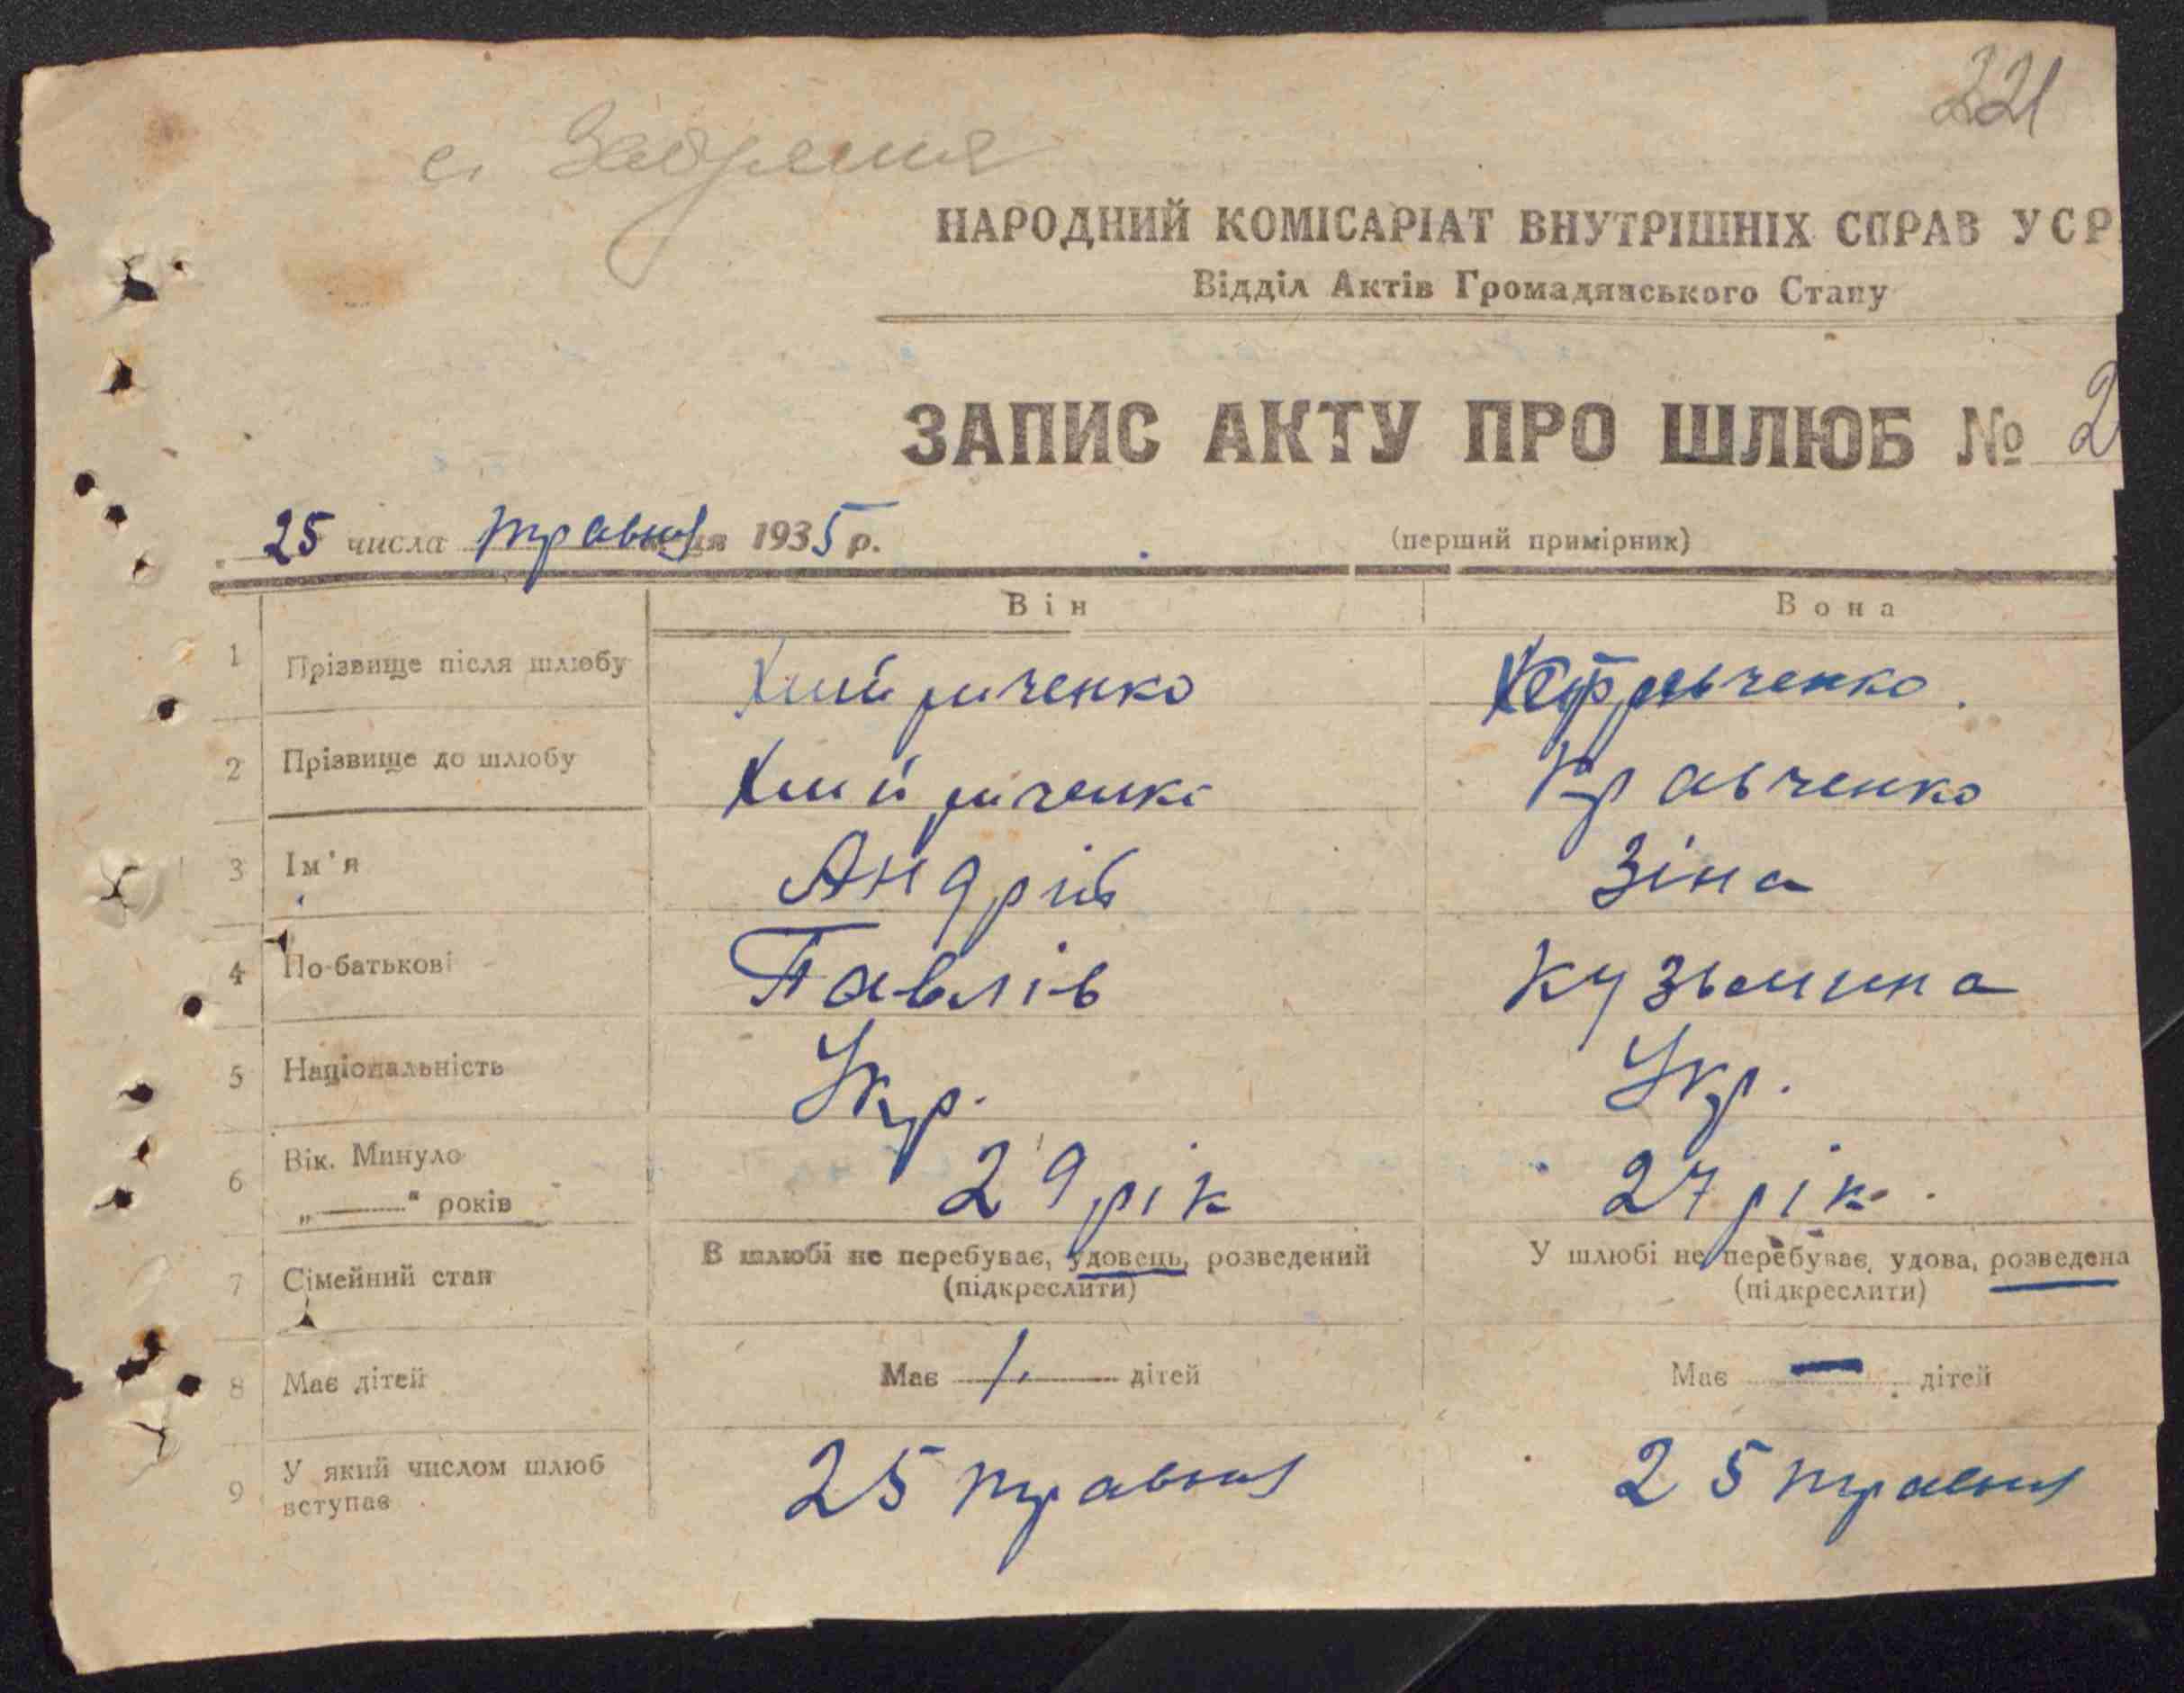 221
с.
НАРОДНИЙ КОМІСАРІАТ ВНУТРІШНІХ СПРАВ УСР
Відділ Актів Громадянського Стану
ЗАПИС АКТУ ПРО ШЛЮБ № 2
25 числа травня 1935 р.
(перший примірник)
Він Вона
1 Прізвище після шлюбу Кравченко.
2 Прізвище до шлюбу Кравченко
3 Ім'я Андрій Зіна
4 По-батькові Павлів Кузьмина
5 Національність Укр. Укр.
6 Вік. Минуло
„——“ років 29 рік 27 рік.
7 Сімейний стан В шлюбі не перебуває, удовець, розведений У шлюбі не перебуває, удова, розведена
(підкреслити) (підкреслити)
8 Має дітей Має 1. дітей Має — дітей
9 У який числом шлюб
вступає 25 травня 25 травня